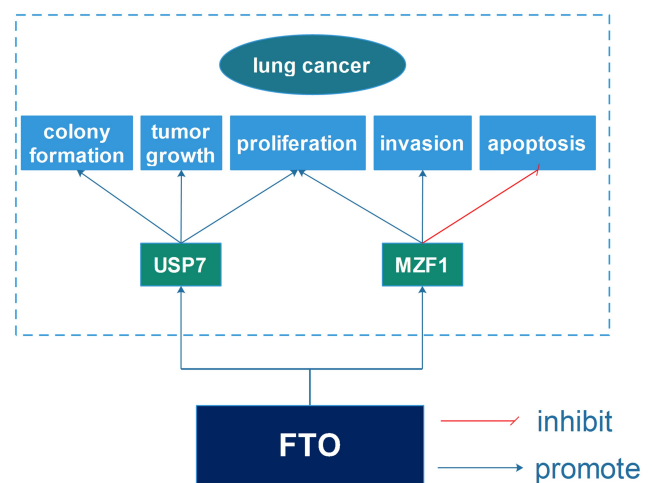 lung cancer
colony
formation
tumor
growth
proliferation
invasion
apoptosis
USP7
MZF1
FTO
inhibit
promote